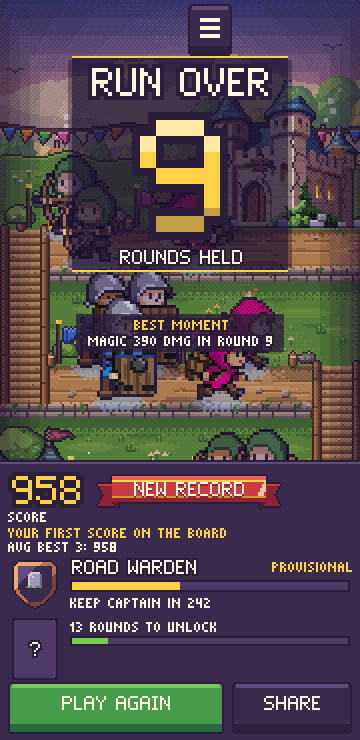 RUN OVER
9
ROUNDS HELD
BEST MOMENT
MAGIC 390 DMG IN ROUND 9
958
NEW RECORD
SCORE
YOUR FIRST SCORE ON THE BOARD
AVG BEST 3: 958
ROAD WARDEN
PROVISIONAL
KEEP CAPTAIN IN 242
13 ROUNDS TO UNLOCK
?
PLAY AGAIN
SHARE